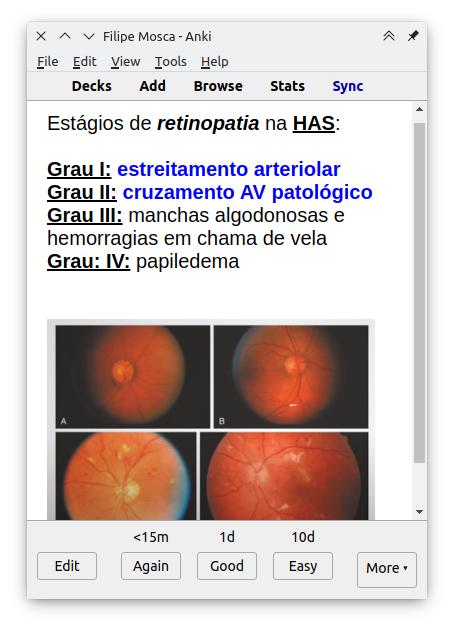 Filipe Mosca - Anki
File Edit View Tools Help
Decks Add Browse Stats Sync
Estágios de retinopatia na HAS:
Grau I: estreitamento arteriolar
Grau II: cruzamento AV patológico
Grau III: manchas algodonosas e
hemorragias em chama de vela
Grau: IV: papiledema
A B
<15m 1d 10d
Edit Again Good Easy More